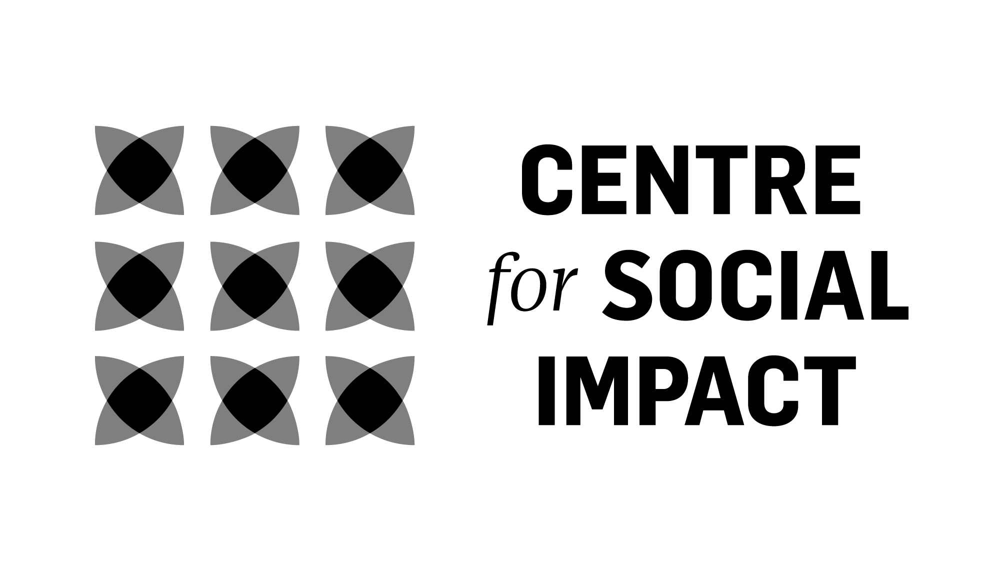 CENTRE
for SOCIAL
IMPACT